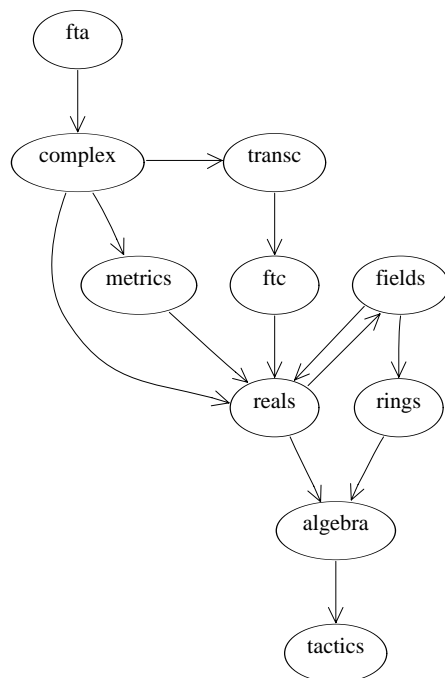 fta
complex
transc
metrics
ftc
fields
reals
rings
algebra
tactics